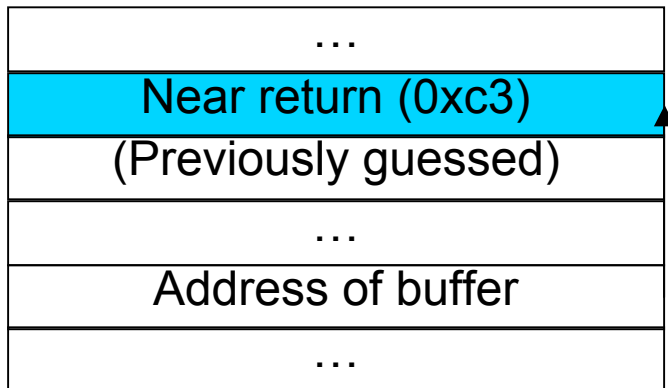 …
Near return (0xc3)
(Previously guessed)
…
Address of buffer
…